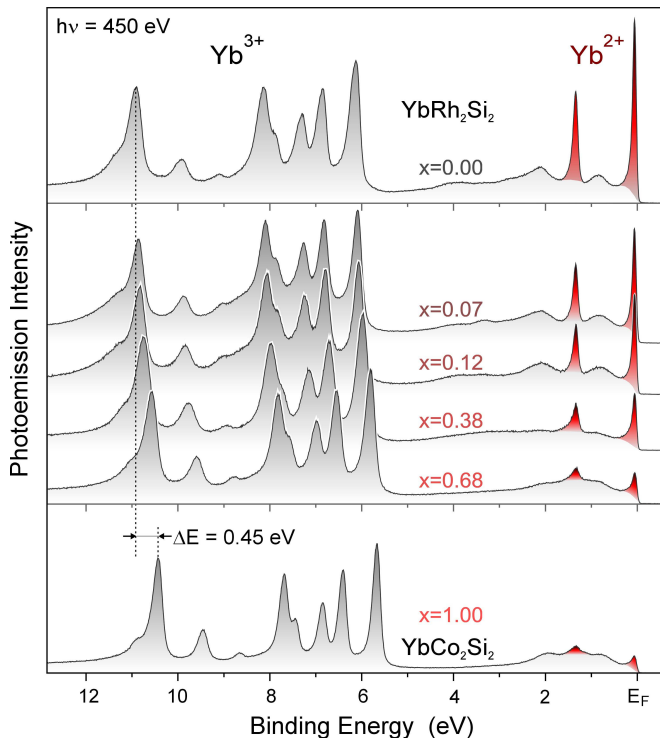 hν = 450 eV
Yb³⁺
Yb²⁺
YbRh₂Si₂
x=0.00
x=0.07
x=0.12
x=0.38
x=0.68
ΔE = 0.45 eV
x=1.00
YbCo₂Si₂
Photoemission Intensity
12 10 8 6 4 2 E_F
Binding Energy (eV)